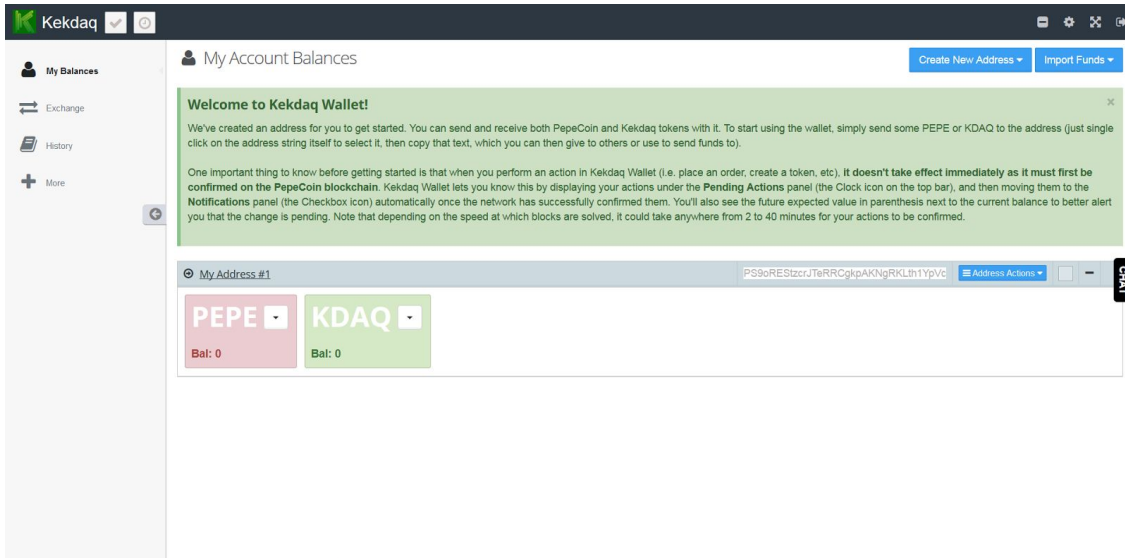 Kekdaq
My Balances
Exchange
History
More
My Account Balances
Create New Address
Import Funds
Welcome to Kekdaq Wallet!
We've created an address for you to get started. You can send and receive both PepeCoin and Kekdaq tokens with it. To start using the wallet, simply send some PEPE or KDAQ to the address (just single
click on the address string itself to select it, then copy that text, which you can then give to others or use to send funds to).
One important thing to know before getting started is that when you perform an action in Kekdaq Wallet (i.e. place an order, create a token, etc), it doesn't take effect immediately as it must first be
confirmed on the PepeCoin blockchain. Kekdaq Wallet lets you know this by displaying your actions under the Pending Actions panel (the Clock icon on the top bar), and then moving them to the
Notifications panel (the Checkbox icon) automatically once the network has successfully confirmed them. You'll also see the future expected value in parenthesis next to the current balance to better alert
you that the change is pending. Note that depending on the speed at which blocks are solved, it could take anywhere from 2 to 40 minutes for your actions to be confirmed.
My Address #1
PS9oREStzcrJTeRRCgkpAKNgRKLth1YpVc
Address Actions
CHAT
PEPE
Bal: 0
KDAQ
Bal: 0